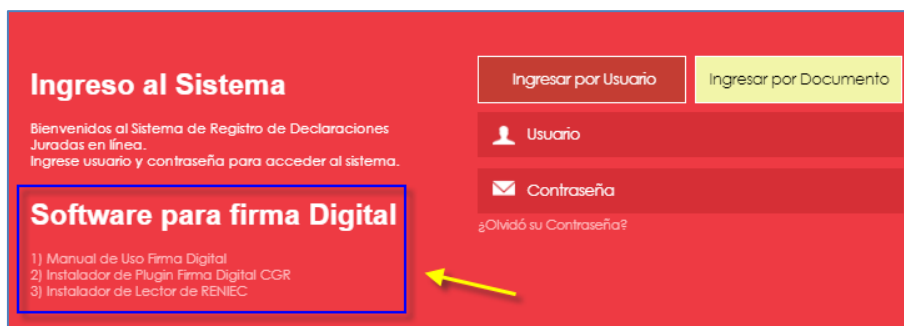 Ingreso al Sistema
Bienvenidos al Sistema de Registro de Declaraciones
Juradas en línea.
Ingrese usuario y contraseña para acceder al sistema.
Software para firma Digital
1) Manual de Uso Firma Digital
2) Instalador de Plugin Firma Digital CGR
3) Instalador de Lector de RENIEC
Ingresar por Usuario
Ingresar por Documento
Usuario
Contraseña
¿Olvidó su Contraseña?